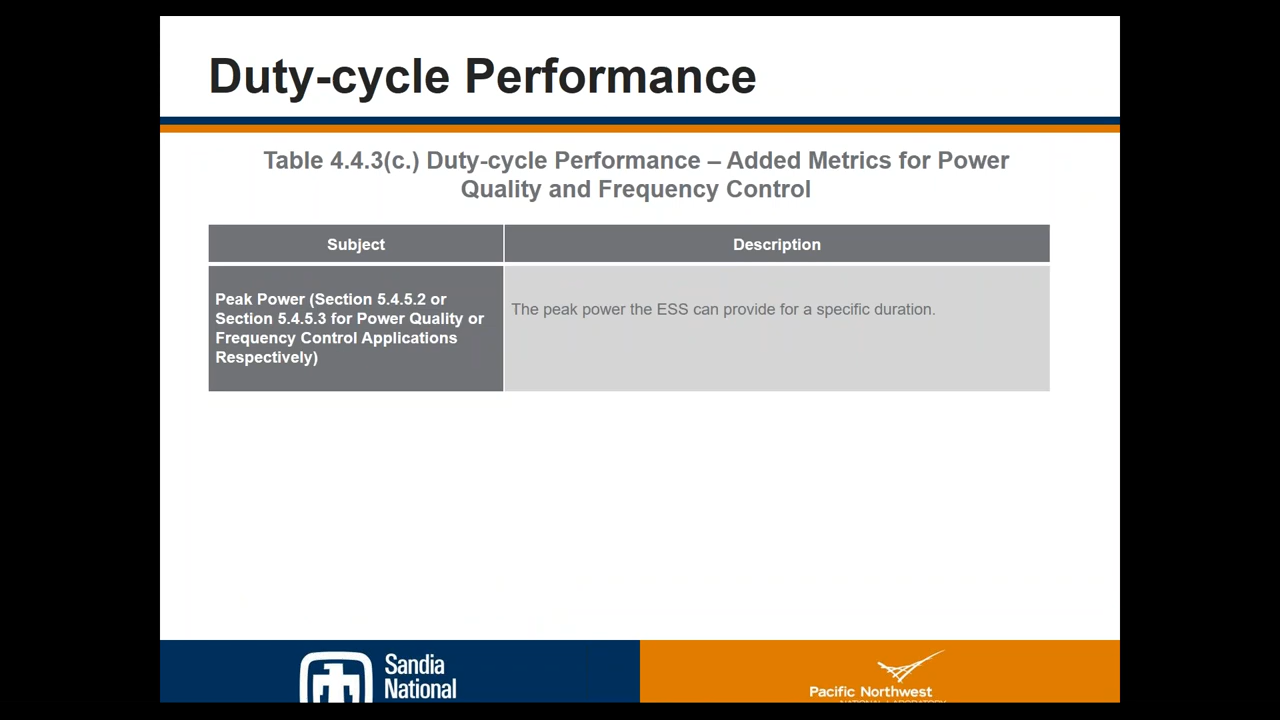 Duty-cycle Performance
Table 4.4.3(c.) Duty-cycle Performance – Added Metrics for Power
Quality and Frequency Control
Subject
Description
Peak Power (Section 5.4.5.2 or
Section 5.4.5.3 for Power Quality or
Frequency Control Applications
Respectively)
The peak power the ESS can provide for a specific duration.
Sandia
National
Pacific Northwest
NATIONAL LABORATORY